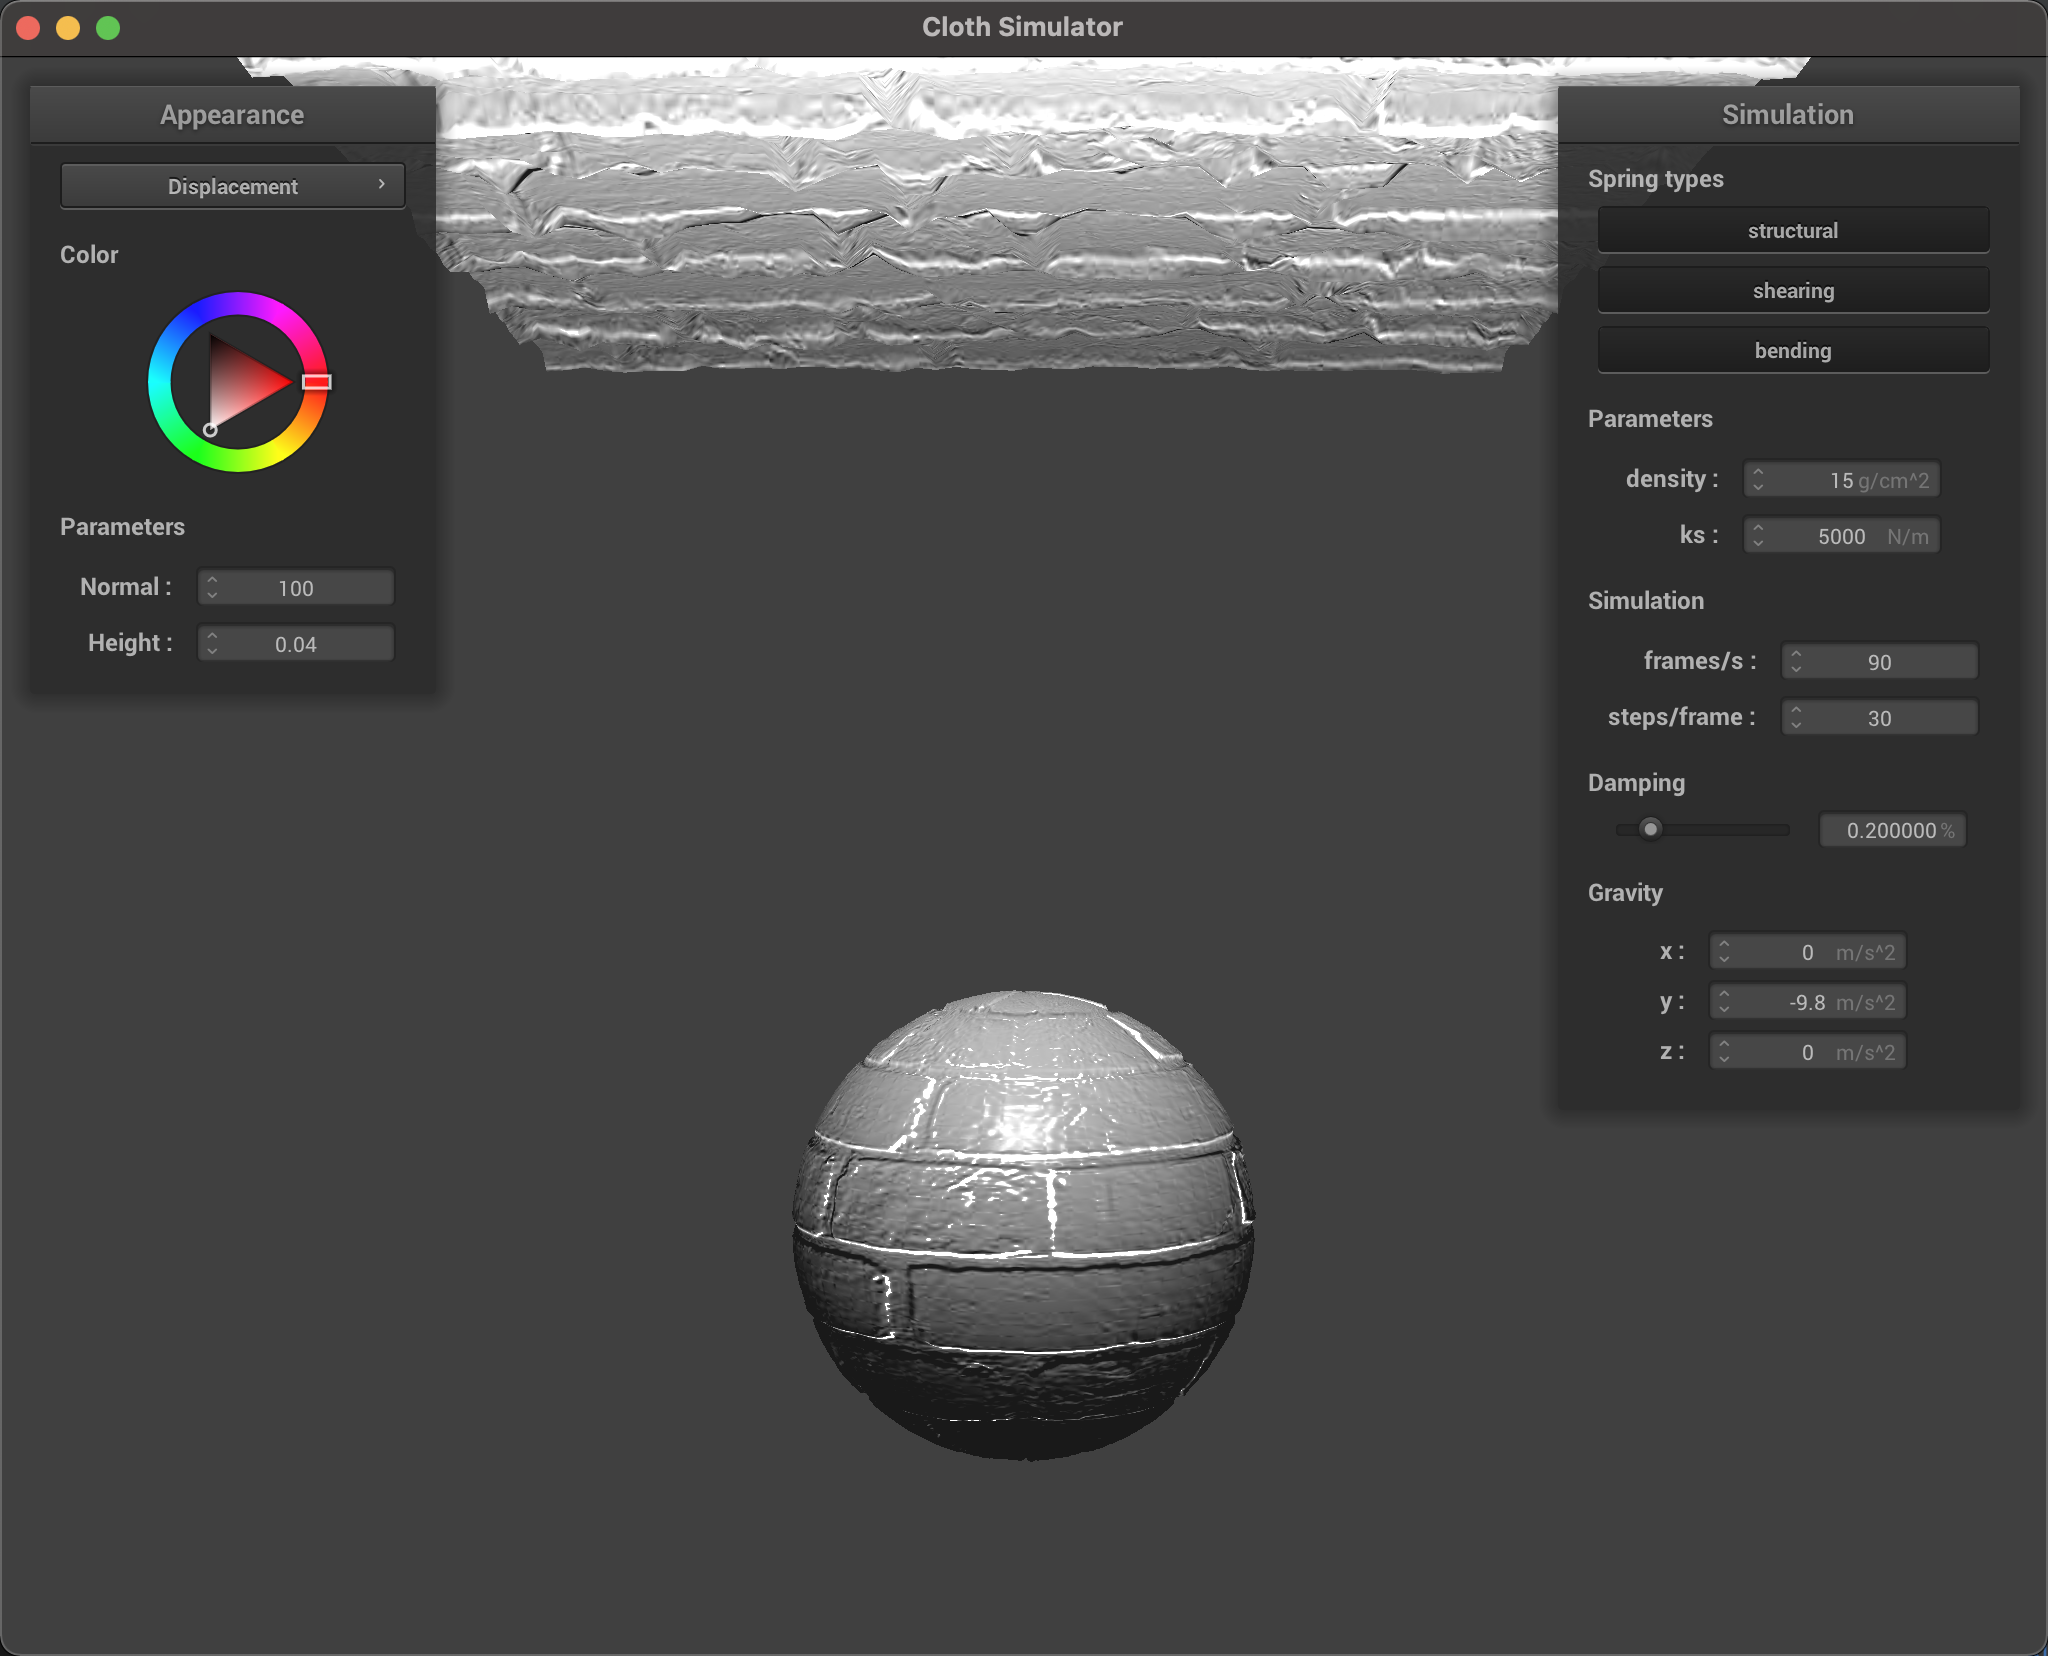 Cloth Simulator
Appearance
Displacement
Color
Parameters
Normal : 100
Height : 0.04
Simulation
Spring types
structural
shearing
bending
Parameters
density : 15 g/cm^2
ks : 5000 N/m
Simulation
frames/s : 90
steps/frame : 30
Damping
0.200000 %
Gravity
x : 0 m/s^2
y : -9.8 m/s^2
z : 0 m/s^2